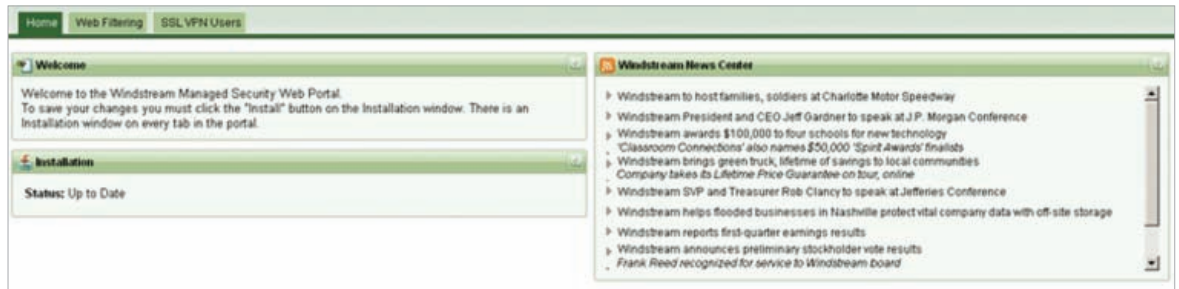 Home
Web Filtering
SSL VPN Users
Welcome
Welcome to the Windstream Managed Security Web Portal.
To save your changes you must click the "Install" button on the Installation window. There is an
Installation window on every tab in the portal.
Installation
Status: Up to Date
Windstream News Center
Windstream to host families, soldiers at Charlotte Motor Speedway
Windstream President and CEO Jeff Gardner to speak at J.P. Morgan Conference
Windstream awards $100,000 to four schools for new technology
'Classroom Connections' also names $50,000 'Spirit Awards' finalists
Windstream brings green truck, lifetime of savings to local communities
Company takes its Lifetime Price Guarantee on tour, online
Windstream SVP and Treasurer Rob Clancy to speak at Jefferies Conference
Windstream helps flooded businesses in Nashville protect vital company data with off-site storage
Windstream reports first-quarter earnings results
Windstream announces preliminary stockholder vote results
Frank Reed recognized for service to Windstream board